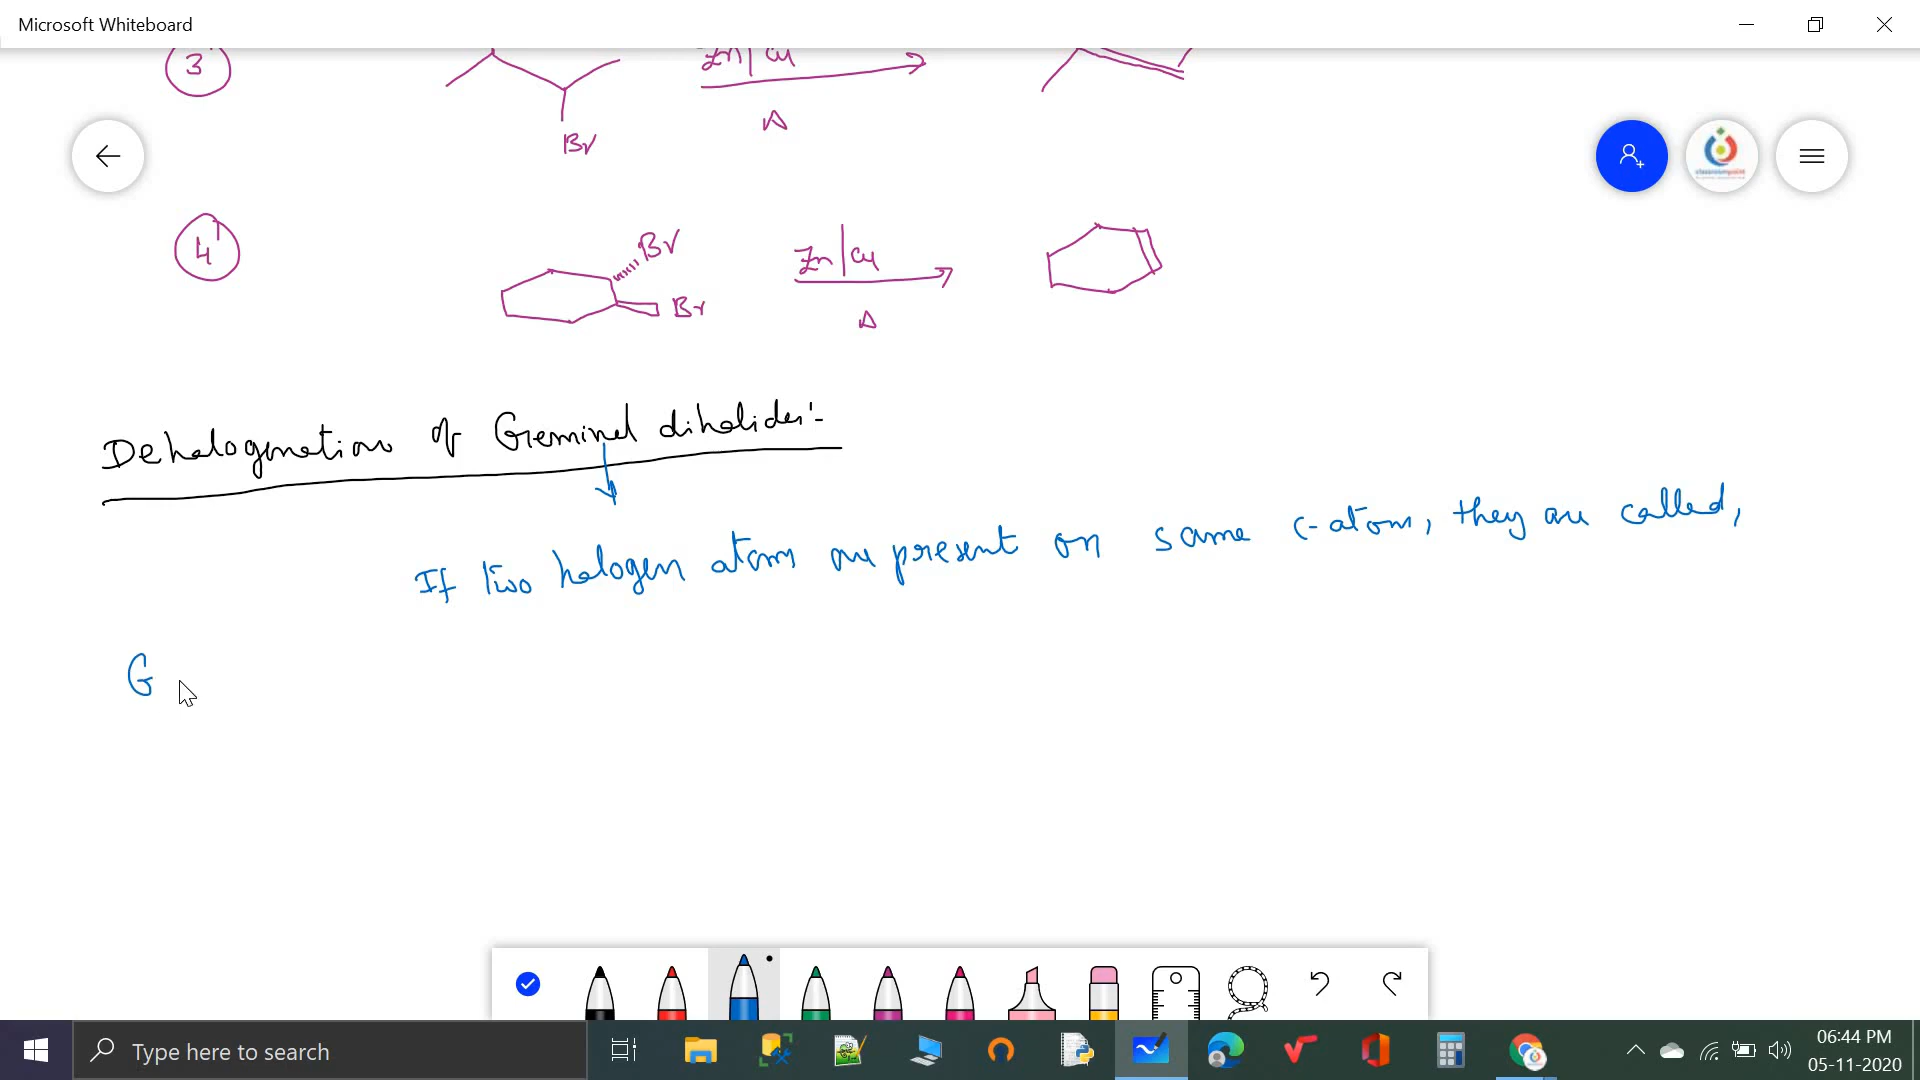 Microsoft Whiteboard
3
Zn|Cu
Δ
Br
4
Br
Br
Zn|Cu
Δ
Dehalogenation of Geminal dihalides:-
If two halogen atoms are present on same c-atom, they are called,
G
Type here to search
06:44 PM
05-11-2020